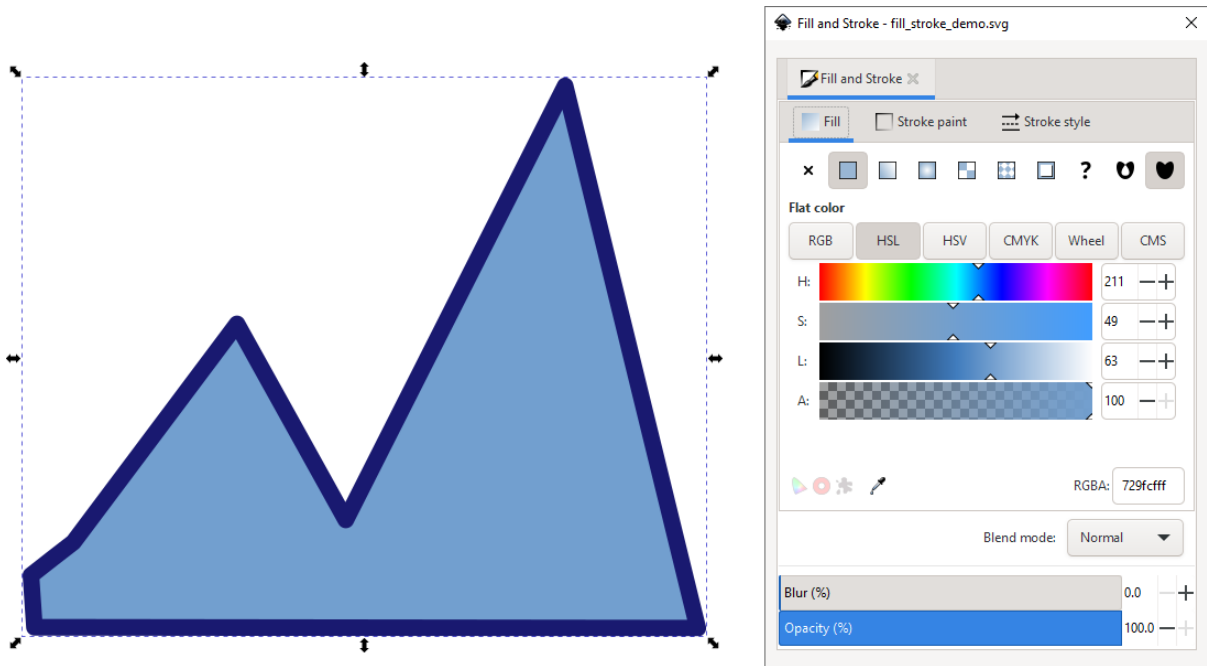 Fill and Stroke - fill_stroke_demo.svg
Fill and Stroke
Fill Stroke paint Stroke style
?
Flat color
RGB HSL HSV CMYK Wheel CMS
H: 211
S: 49
L: 63
A: 100
RGBA: 729fcfff
Blend mode: Normal
Blur (%) 0.0
Opacity (%) 100.0